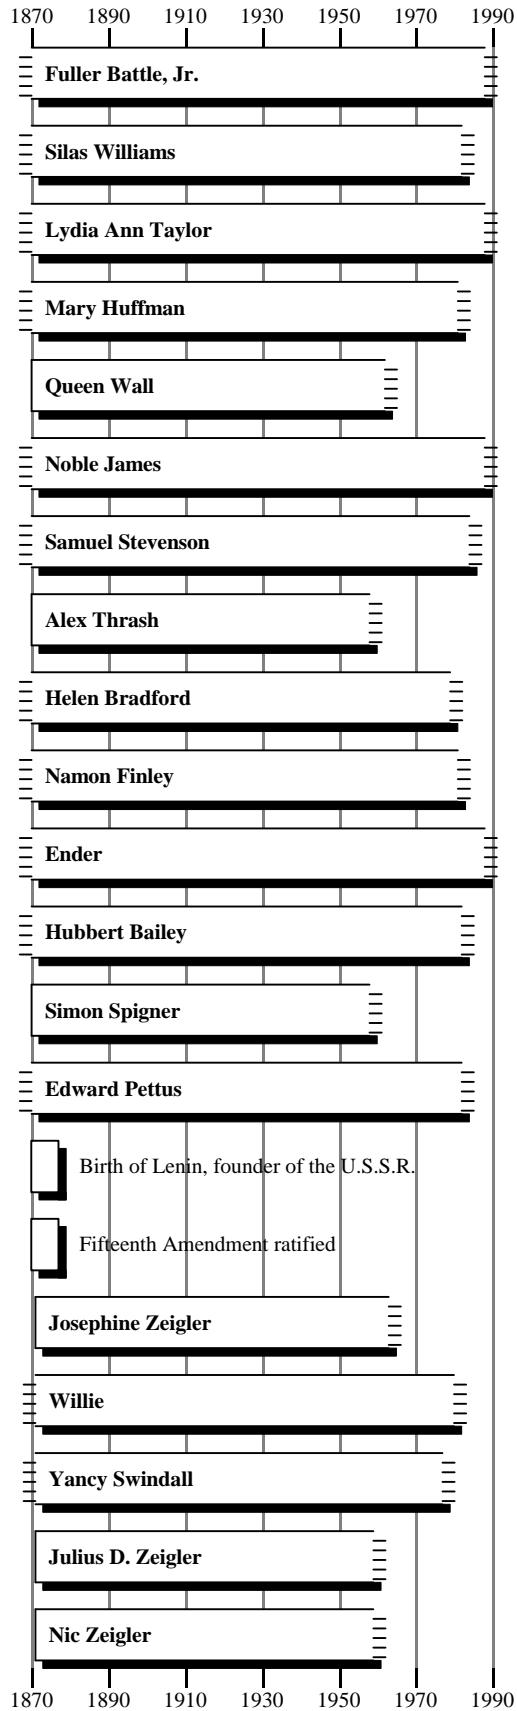 1870 1890 1910 1930 1950 1970 1990
Fuller Battle, Jr.
Silas Williams
Lydia Ann Taylor
Mary Huffman
Queen Wall
Noble James
Samuel Stevenson
Alex Thrash
Helen Bradford
Namon Finley
Ender
Hubbert Bailey
Simon Spigner
Edward Pettus
Birth of Lenin, founder of the U.S.S.R.
Fifteenth Amendment ratified
Josephine Zeigler
Willie
Yancy Swindall
Julius D. Zeigler
Nic Zeigler
1870 1890 1910 1930 1950 1970 1990